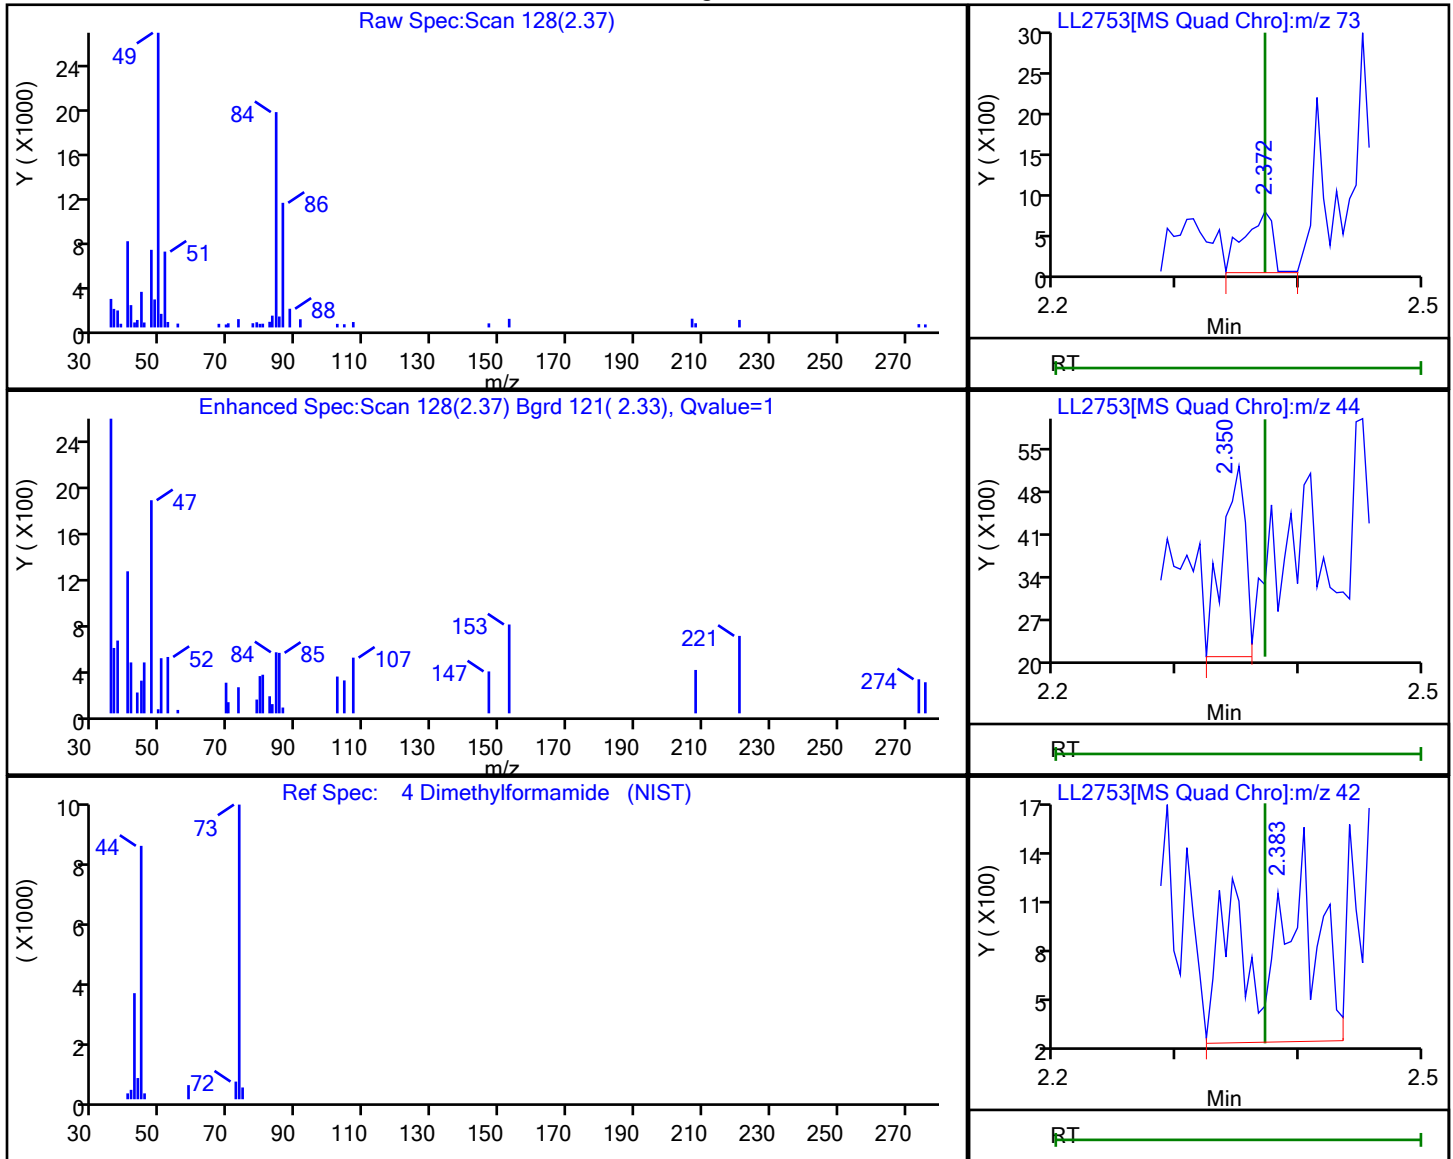 Raw Spec:Scan 128(2.37)
Y ( X1000)
24
20
16
12
8
4
0
49
84
86
51
88
30 50 70 90 110 130 150 170 190 210 230 250 270
m/z
LL2753[MS Quad Chro]:m/z 73
Y ( X100)
30
25
20
15
10
5
0
2.372
2.2 2.5
Min
RT
Enhanced Spec:Scan 128(2.37) Bgrd 121( 2.33), Qvalue=1
Y ( X100)
24
20
16
12
8
4
0
47
52
84
85
107
147
153
221
274
30 50 70 90 110 130 150 170 190 210 230 250 270
m/z
LL2753[MS Quad Chro]:m/z 44
Y ( X100)
55
48
41
34
27
20
2.350
2.2 2.5
Min
RT
Ref Spec: 4 Dimethylformamide (NIST)
( X1000)
10
8
6
4
2
0
44
73
72
30 50 70 90 110 130 150 170 190 210 230 250 270
LL2753[MS Quad Chro]:m/z 42
Y ( X100)
17
14
11
8
5
2
2.383
2.2 2.5
Min
RT